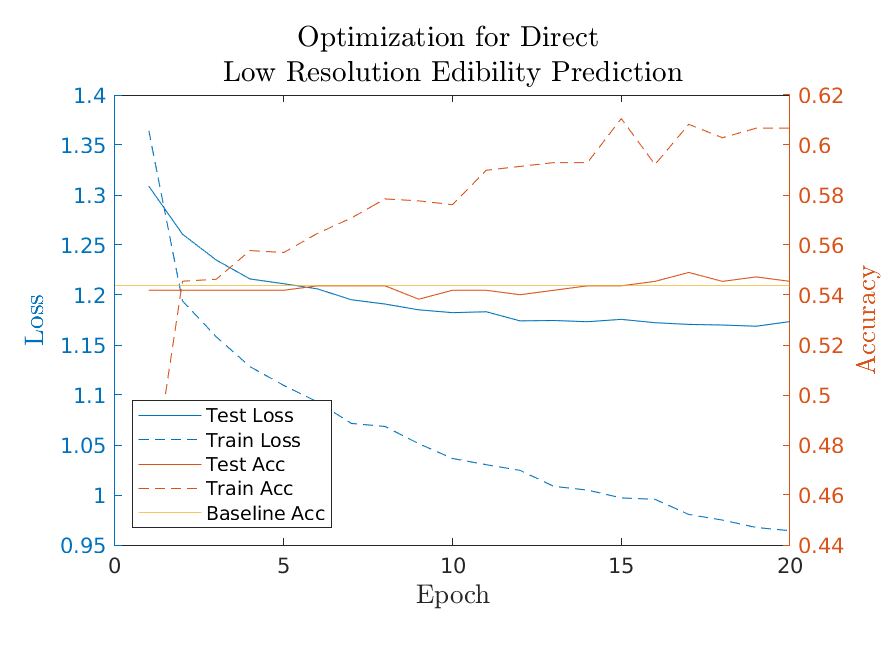 Optimization for Direct
Low Resolution Edibility Prediction
1.4
1.35
1.3
1.25
1.2
1.15
1.1
1.05
1
0.95
Loss
0.62
0.6
0.58
0.56
0.54
0.52
0.5
0.48
0.46
0.44
Accuracy
Test Loss
Train Loss
Test Acc
Train Acc
Baseline Acc
0 5 10 15 20
Epoch